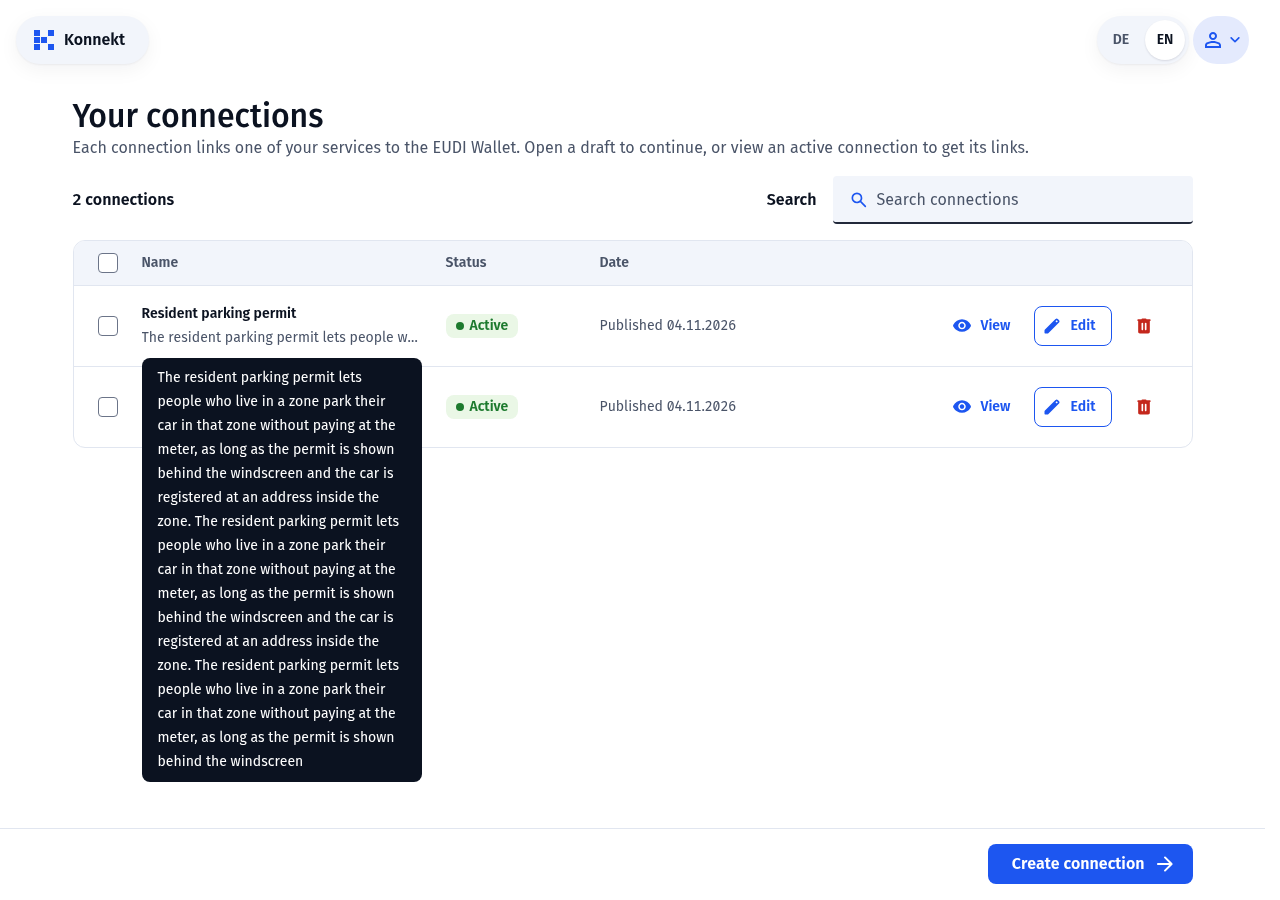 Konnekt
DE
EN
Your connections
Each connection links one of your services to the EUDI Wallet. Open a draft to continue, or view an active connection to get its links.
2 connections
Search
Search connections
Name
Status
Date
Resident parking permit
The resident parking permit lets people w...
Active
Published 04.11.2026
View
Edit
Active
Published 04.11.2026
View
Edit
The resident parking permit lets
people who live in a zone park their
car in that zone without paying at the
meter, as long as the permit is shown
behind the windscreen and the car is
registered at an address inside the
zone. The resident parking permit lets
people who live in a zone park their
car in that zone without paying at the
meter, as long as the permit is shown
behind the windscreen and the car is
registered at an address inside the
zone. The resident parking permit lets
people who live in a zone park their
car in that zone without paying at the
meter, as long as the permit is shown
behind the windscreen
Create connection